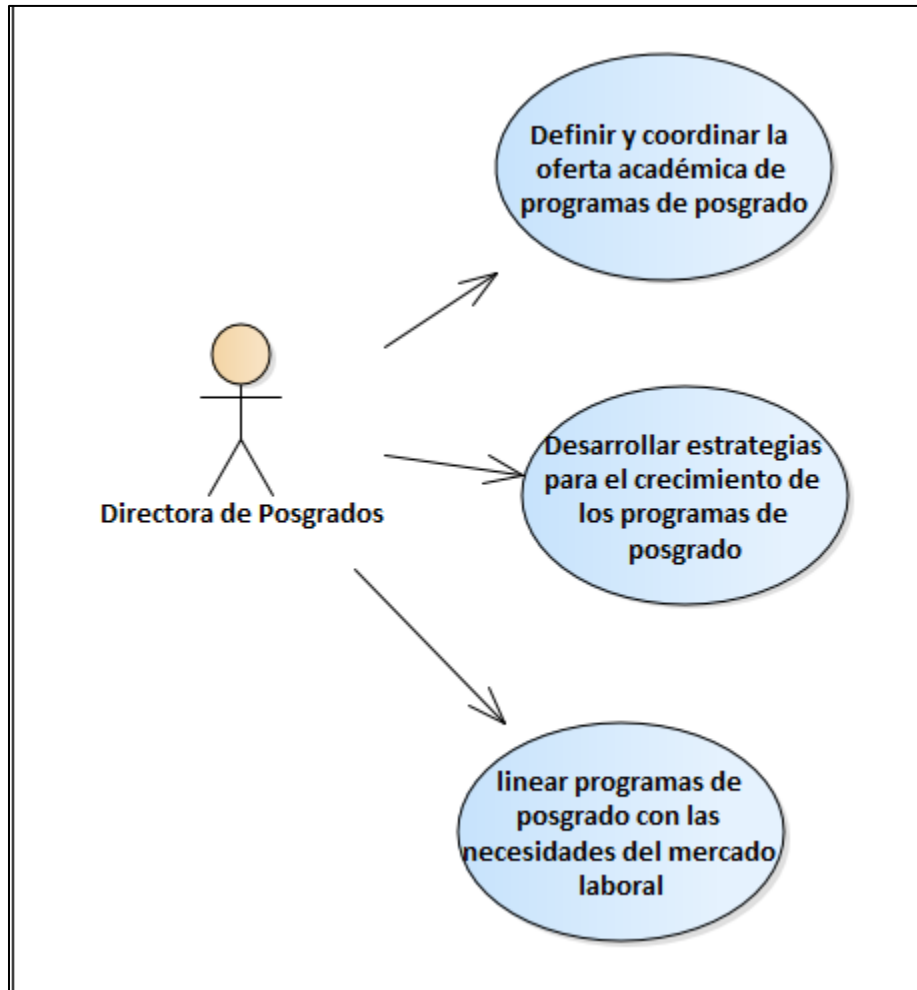 Definir y coordinar la
oferta académica de
programas de posgrado
Directora de Posgrados
Desarrollar estrategias
para el crecimiento de
los programas de
posgrado
linear programas de
posgrado con las
necesidades del mercado
laboral